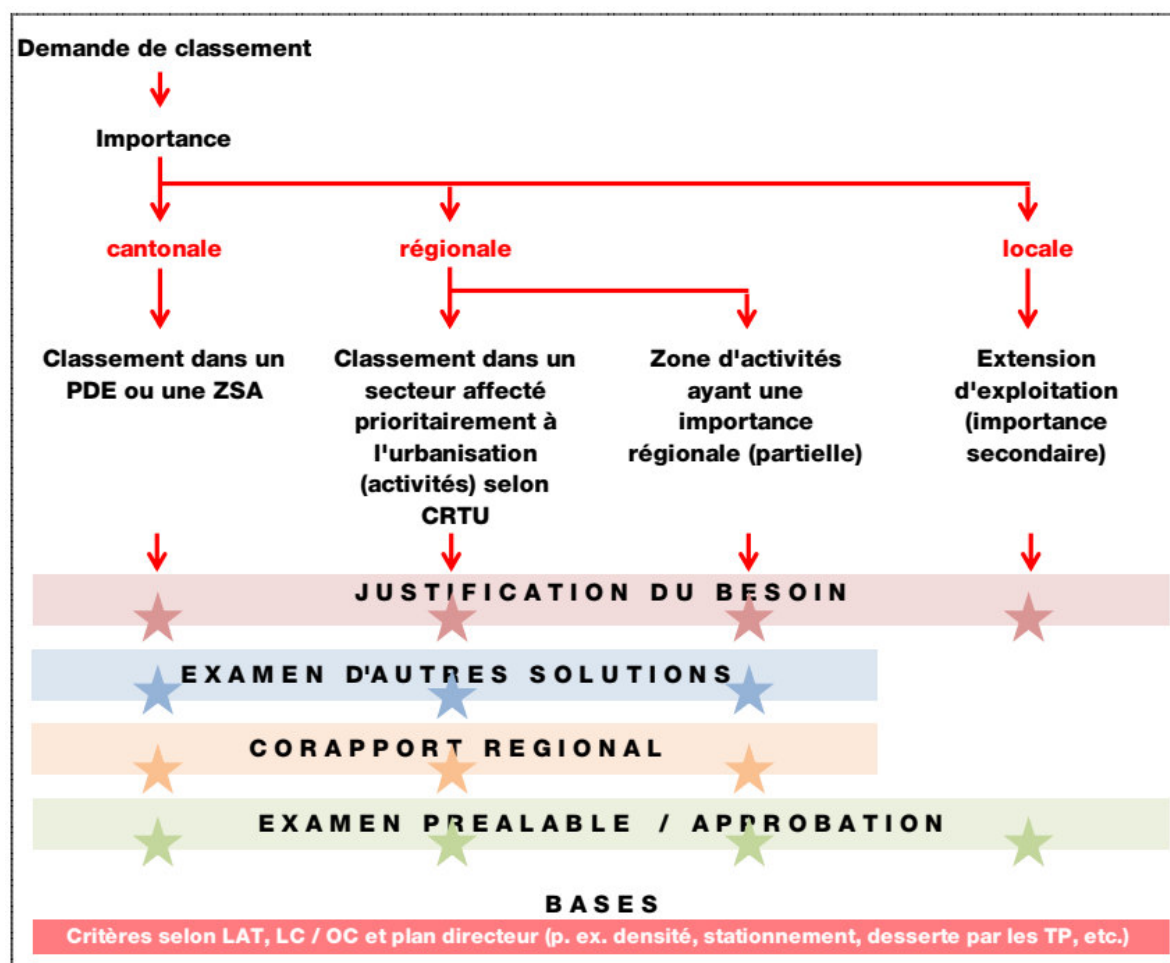 Demande de classement
Importance
cantonale
régionale
locale
Classement dans un
PDE ou une ZSA
Classement dans un
secteur affecté
prioritairement à
l'urbanisation
(activités) selon
CRTU
Zone d'activités
ayant une
importance
régionale (partielle)
Extension
d'exploitation
(importance
secondaire)
JUSTIFICATION DU BESOIN
EXAMEN D'AUTRES SOLUTIONS
CORAPPORT REGIONAL
EXAMEN PREALABLE / APPROBATION
BASES
Critères selon LAT, LC / OC et plan directeur (p. ex. densité, stationnement, desserte par les TP, etc.)